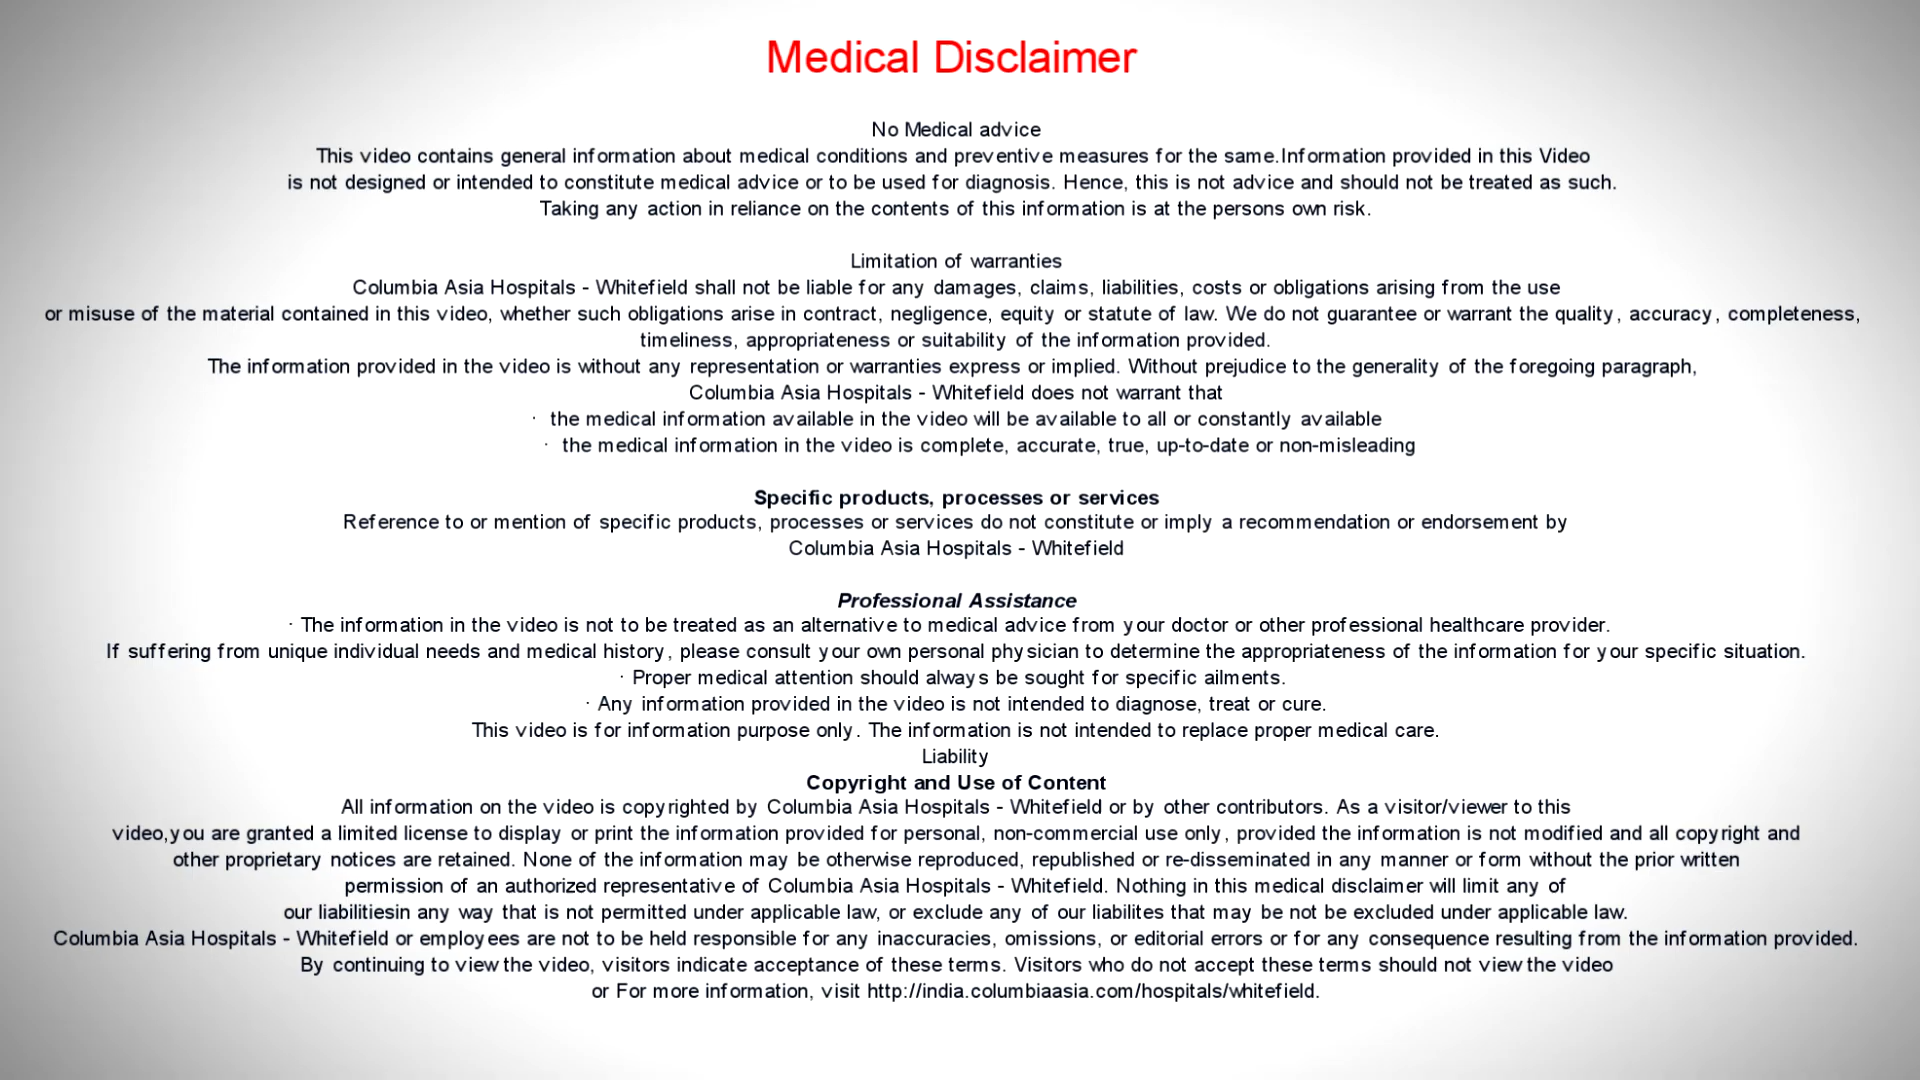 Medical Disclaimer
No Medical advice
This video contains general information about medical conditions and preventive measures for the same.Information provided in this Video
is not designed or intended to constitute medical advice or to be used for diagnosis. Hence, this is not advice and should not be treated as such.
Taking any action in reliance on the contents of this information is at the persons own risk.
Limitation of warranties
Columbia Asia Hospitals - Whitefield shall not be liable for any damages, claims, liabilities, costs or obligations arising from the use
or misuse of the material contained in this video, whether such obligations arise in contract, negligence, equity or statute of law. We do not guarantee or warrant the quality, accuracy, completeness,
timeliness, appropriateness or suitability of the information provided.
The information provided in the video is without any representation or warranties express or implied. Without prejudice to the generality of the foregoing paragraph,
Columbia Asia Hospitals - Whitefield does not warrant that
· the medical information available in the video will be available to all or constantly available
· the medical information in the video is complete, accurate, true, up-to-date or non-misleading
Specific products, processes or services
Reference to or mention of specific products, processes or services do not constitute or imply a recommendation or endorsement by
Columbia Asia Hospitals - Whitefield
Professional Assistance
· The information in the video is not to be treated as an alternative to medical advice from your doctor or other professional healthcare provider.
If suffering from unique individual needs and medical history, please consult your own personal physician to determine the appropriateness of the information for your specific situation.
· Proper medical attention should always be sought for specific ailments.
· Any information provided in the video is not intended to diagnose, treat or cure.
This video is for information purpose only. The information is not intended to replace proper medical care.
Liability
Copyright and Use of Content
All information on the video is copyrighted by Columbia Asia Hospitals - Whitefield or by other contributors. As a visitor/viewer to this
video,you are granted a limited license to display or print the information provided for personal, non-commercial use only, provided the information is not modified and all copyright and
other proprietary notices are retained. None of the information may be otherwise reproduced, republished or re-disseminated in any manner or form without the prior written
permission of an authorized representative of Columbia Asia Hospitals - Whitefield. Nothing in this medical disclaimer will limit any of
our liabilitiesin any way that is not permitted under applicable law, or exclude any of our liabilites that may be not be excluded under applicable law.
Columbia Asia Hospitals - Whitefield or employees are not to be held responsible for any inaccuracies, omissions, or editorial errors or for any consequence resulting from the information provided.
By continuing to view the video, visitors indicate acceptance of these terms. Visitors who do not accept these terms should not view the video
or For more information, visit http://india.columbiaasia.com/hospitals/whitefield.